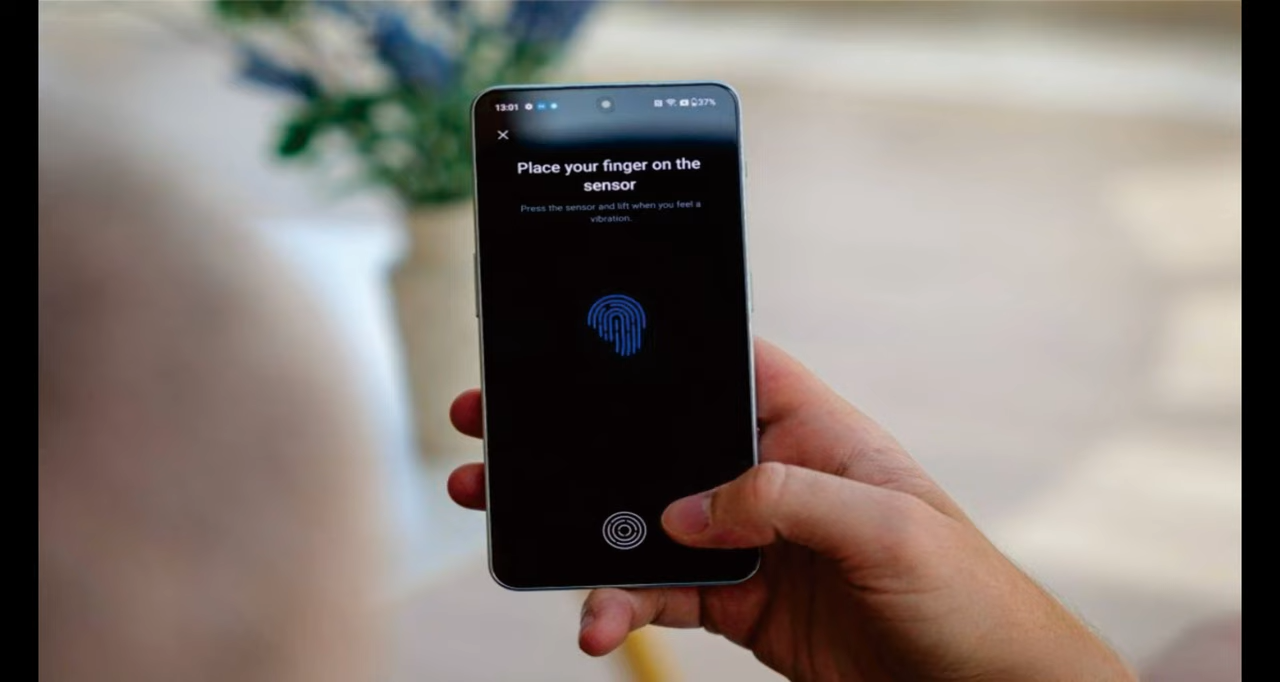 13:01 37%
Place your finger on the
sensor
Press the sensor and lift when you feel a
vibration.